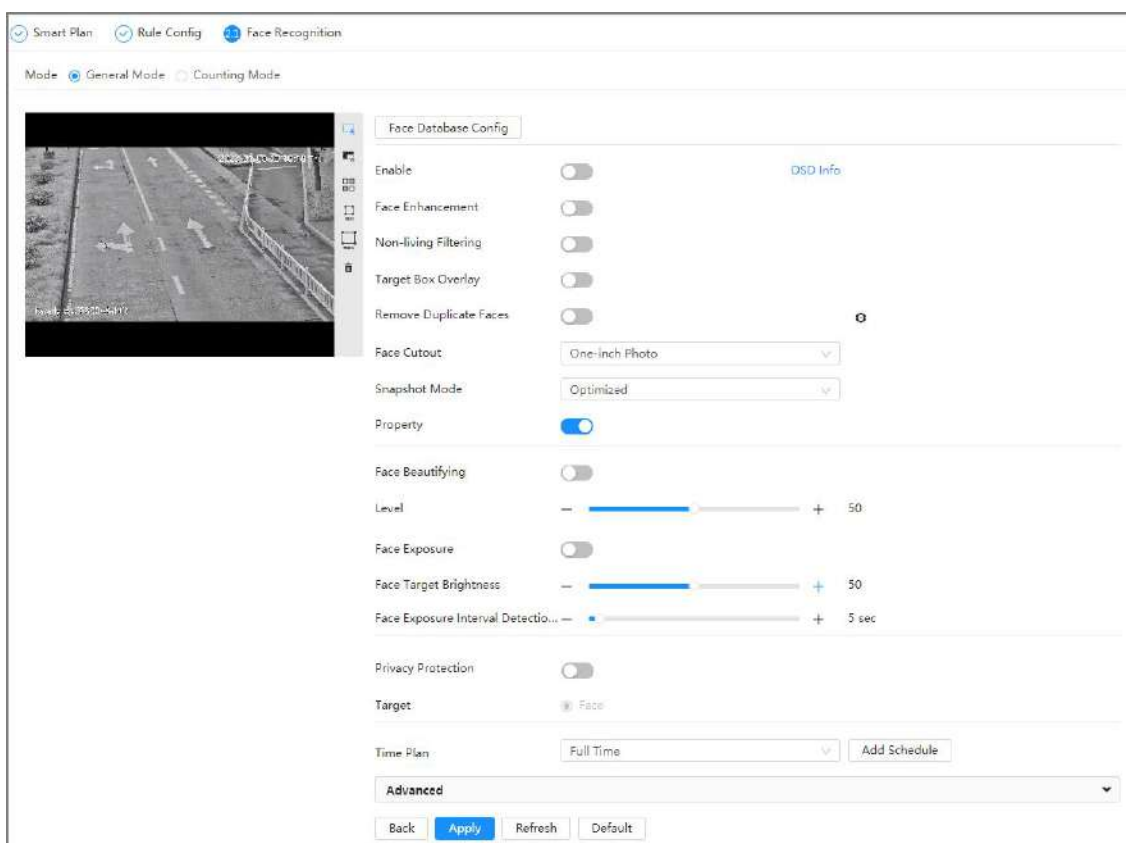 Smart Plan Rule Config 2.1 Face Recognition
Mode General Mode Counting Mode
Face Database Config
Enable OSD Info
Face Enhancement
Non-living Filtering
Target Box Overlay
Remove Duplicate Faces
Face Cutout One-inch Photo
Snapshot Mode Optimized
Property
Face Beautifying
Level 50
Face Exposure
Face Target Brightness 50
Face Exposure Interval Detectio... 5 sec
Privacy Protection
Target Face
Time Plan Full Time Add Schedule
Advanced
Back Apply Refresh Default